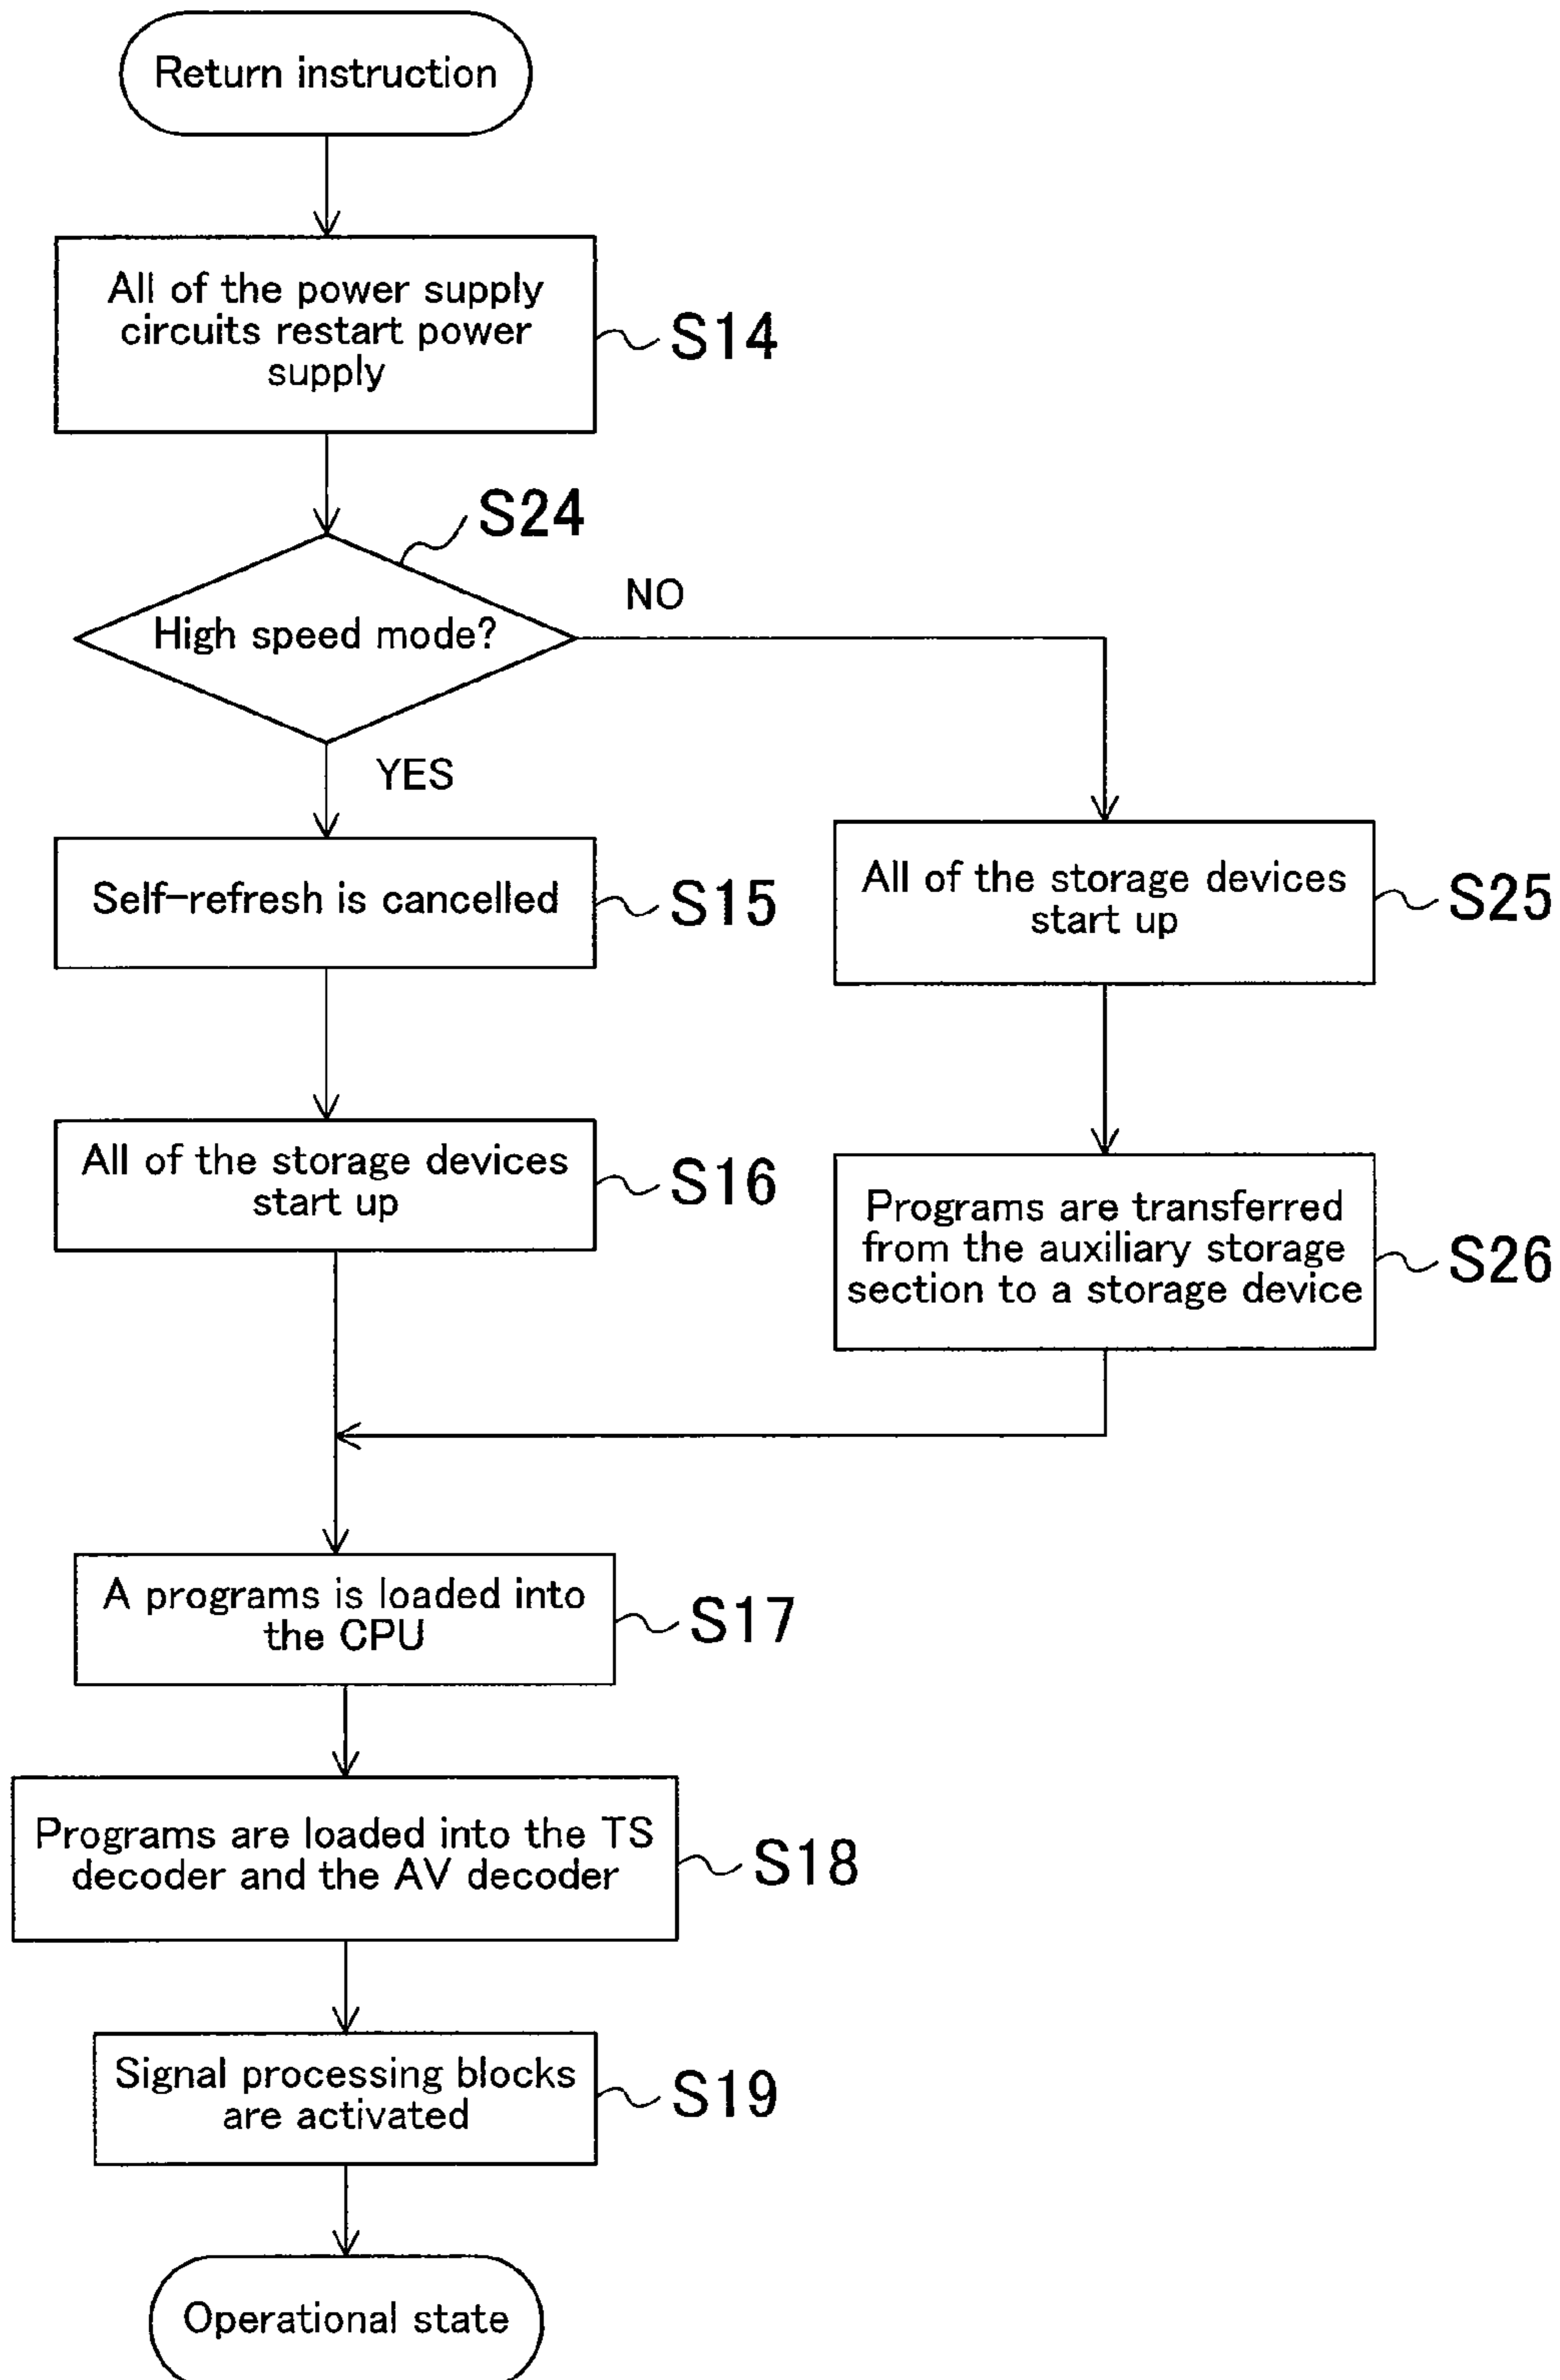 Return instruction
All of the power supply
circuits restart power
supply
S14
S24
High speed mode?
NO
YES
Self-refresh is cancelled
S15
All of the storage devices
start up
S25
All of the storage devices
start up
S16
Programs are transferred
from the auxiliary storage
section to a storage device
S26
A programs is loaded into
the CPU
S17
Programs are loaded into the TS
decoder and the AV decoder
S18
Signal processing blocks
are activated
S19
Operational state